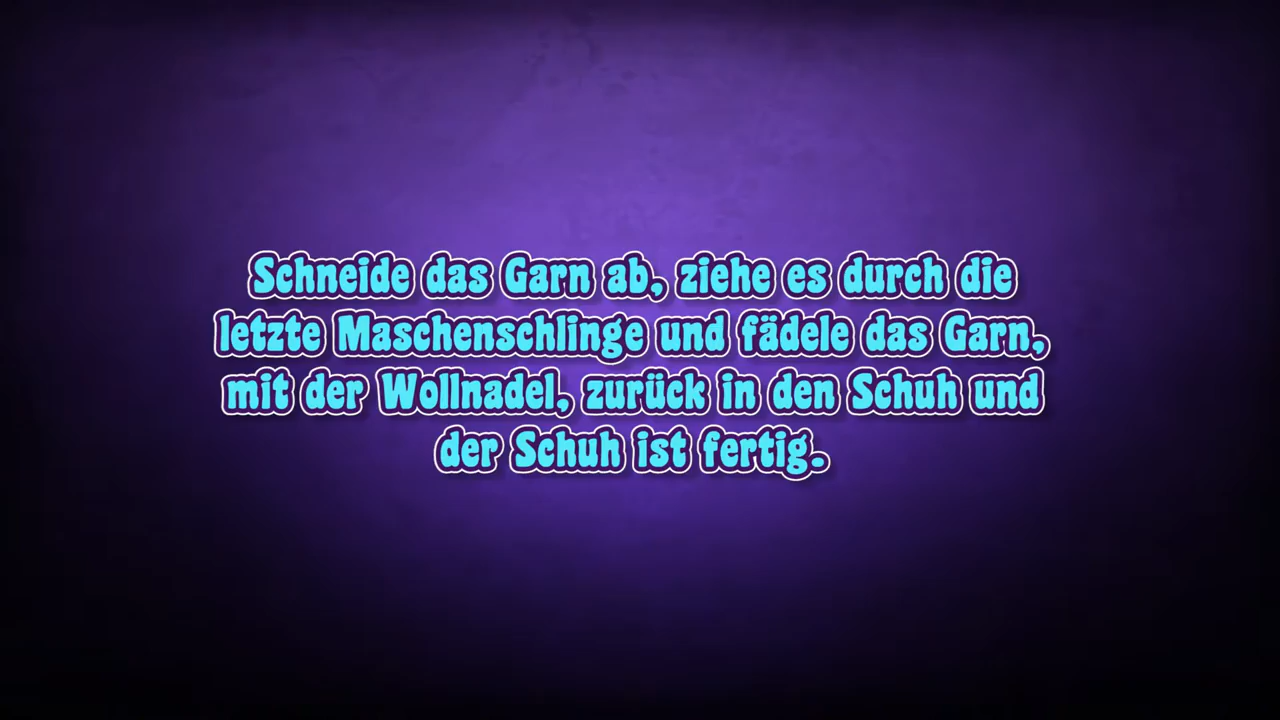 Schneide das Garn ab, ziehe es durch die
letzte Maschenschlinge und fädele das Garn,
mit der Wollnadel, zurück in den Schuh und
der Schuh ist fertig.